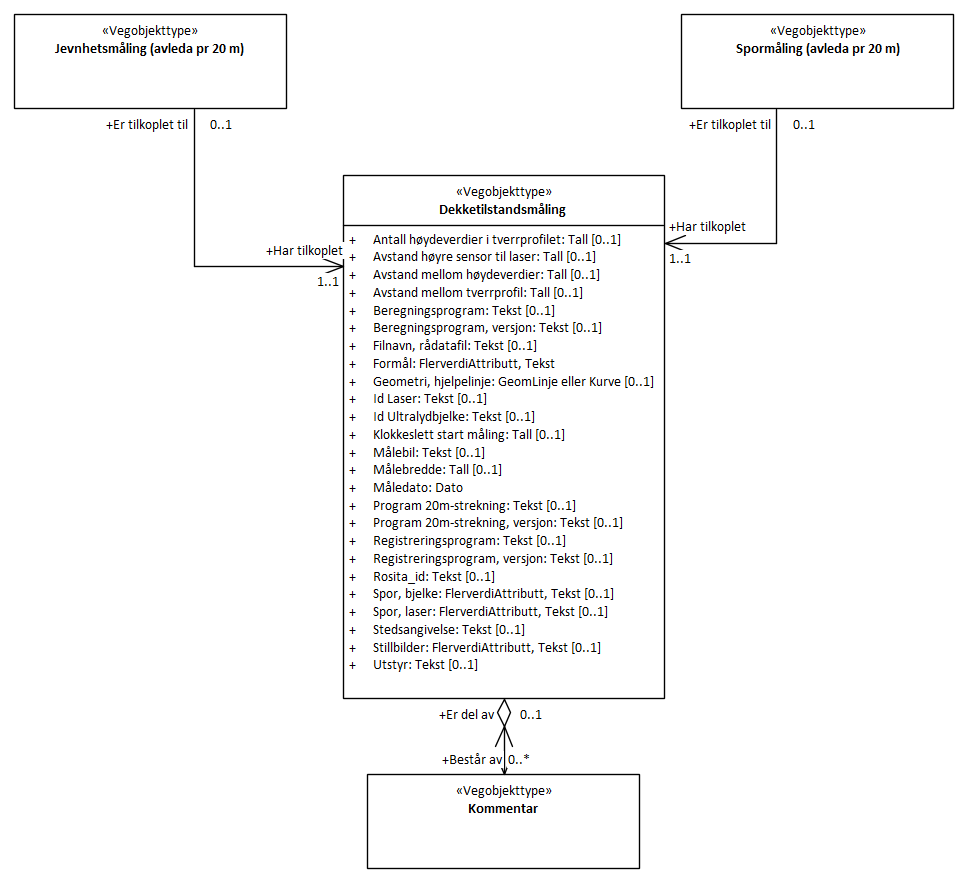 «Vegobjekttype»
Jevnhetsmåling (avleda pr 20 m)
«Vegobjekttype»
Spormåling (avleda pr 20 m)
+Er tilkoplet til 0..1
+Er tilkoplet til 0..1
«Vegobjekttype»
Dekketilstandsmåling
+Har tilkoplet
1..1
+Har tilkoplet
1..1
+ Antall høydeverdier i tverrprofilet: Tall [0..1]
+ Avstand høyre sensor til laser: Tall [0..1]
+ Avstand mellom høydeverdier: Tall [0..1]
+ Avstand mellom tverrprofil: Tall [0..1]
+ Beregningsprogram: Tekst [0..1]
+ Beregningsprogram, versjon: Tekst [0..1]
+ Filnavn, rådatafil: Tekst [0..1]
+ Formål: FlerverdiAttributt, Tekst
+ Geometri, hjelpelinje: GeomLinje eller Kurve [0..1]
+ Id Laser: Tekst [0..1]
+ Id Ultralydbjelke: Tekst [0..1]
+ Klokkeslett start måling: Tall [0..1]
+ Målebil: Tekst [0..1]
+ Målebredde: Tall [0..1]
+ Måledato: Dato
+ Program 20m-strekning: Tekst [0..1]
+ Program 20m-strekning, versjon: Tekst [0..1]
+ Registreringsprogram: Tekst [0..1]
+ Registreringsprogram, versjon: Tekst [0..1]
+ Rosita_id: Tekst [0..1]
+ Spor, bjelke: FlerverdiAttributt, Tekst [0..1]
+ Spor, laser: FlerverdiAttributt, Tekst [0..1]
+ Stedsangivelse: Tekst [0..1]
+ Stillbilder: FlerverdiAttributt, Tekst [0..1]
+ Utstyr: Tekst [0..1]
+Er del av 0..1
+Består av 0..*
«Vegobjekttype»
Kommentar